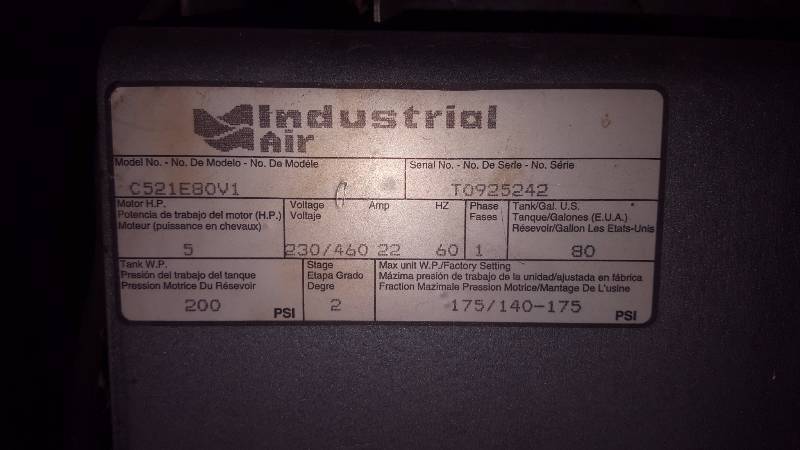 Industrial
Air
Model No. - No. De Modelo - No. De Modéle
C521E80V1
Serial No. - No. De Serie - No. Série
T0925242
Motor H.P.
Potencia de trabajo del motor (H.P.)
Moteur (puissance en chevaux)
5
Voltage Amp HZ
Voltaje
230/460 22 60
Phase
Fases
1
Tank/Gal. U.S.
Tanque/Galones (E.U.A.)
Résevoir/Gallon Les Etats-Unis
80
Tank W.P.
Presión del trabajo del tanque
Pression Motrice Du Résevoir
200 PSI
Stage
Etapa Grado
Degre
2
Max unit W.P./Factory Setting
Mázima presión de trabajo de la unidad/ajustada en fábrica
Fraction Mazimale Pression Motrice/Mantage De L'usine
175/140-175 PSI